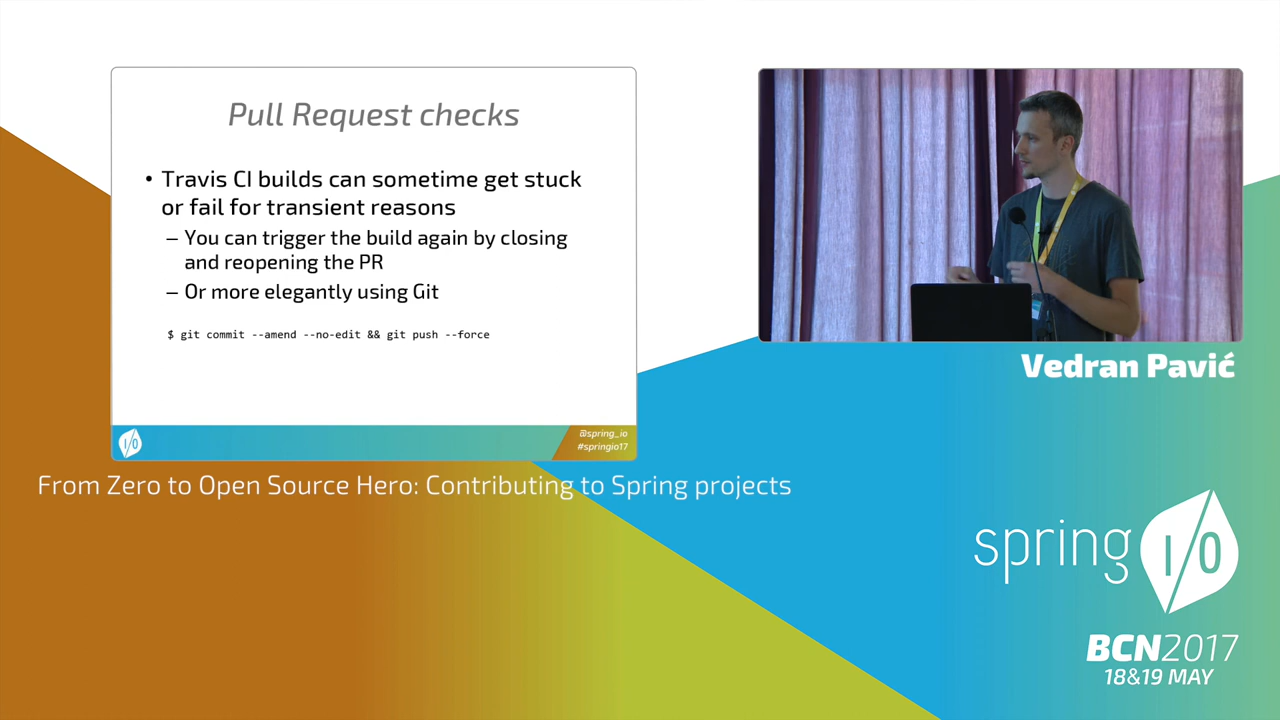 Pull Request checks
• Travis CI builds can sometime get stuck
or fail for transient reasons
– You can trigger the build again by closing
and reopening the PR
– Or more elegantly using Git
$ git commit --amend --no-edit && git push --force
I/O
@spring_io
#springio17
Vedran Pavić
From Zero to Open Source Hero: Contributing to Spring projects
spring I/O
BCN2017
18&19 MAY